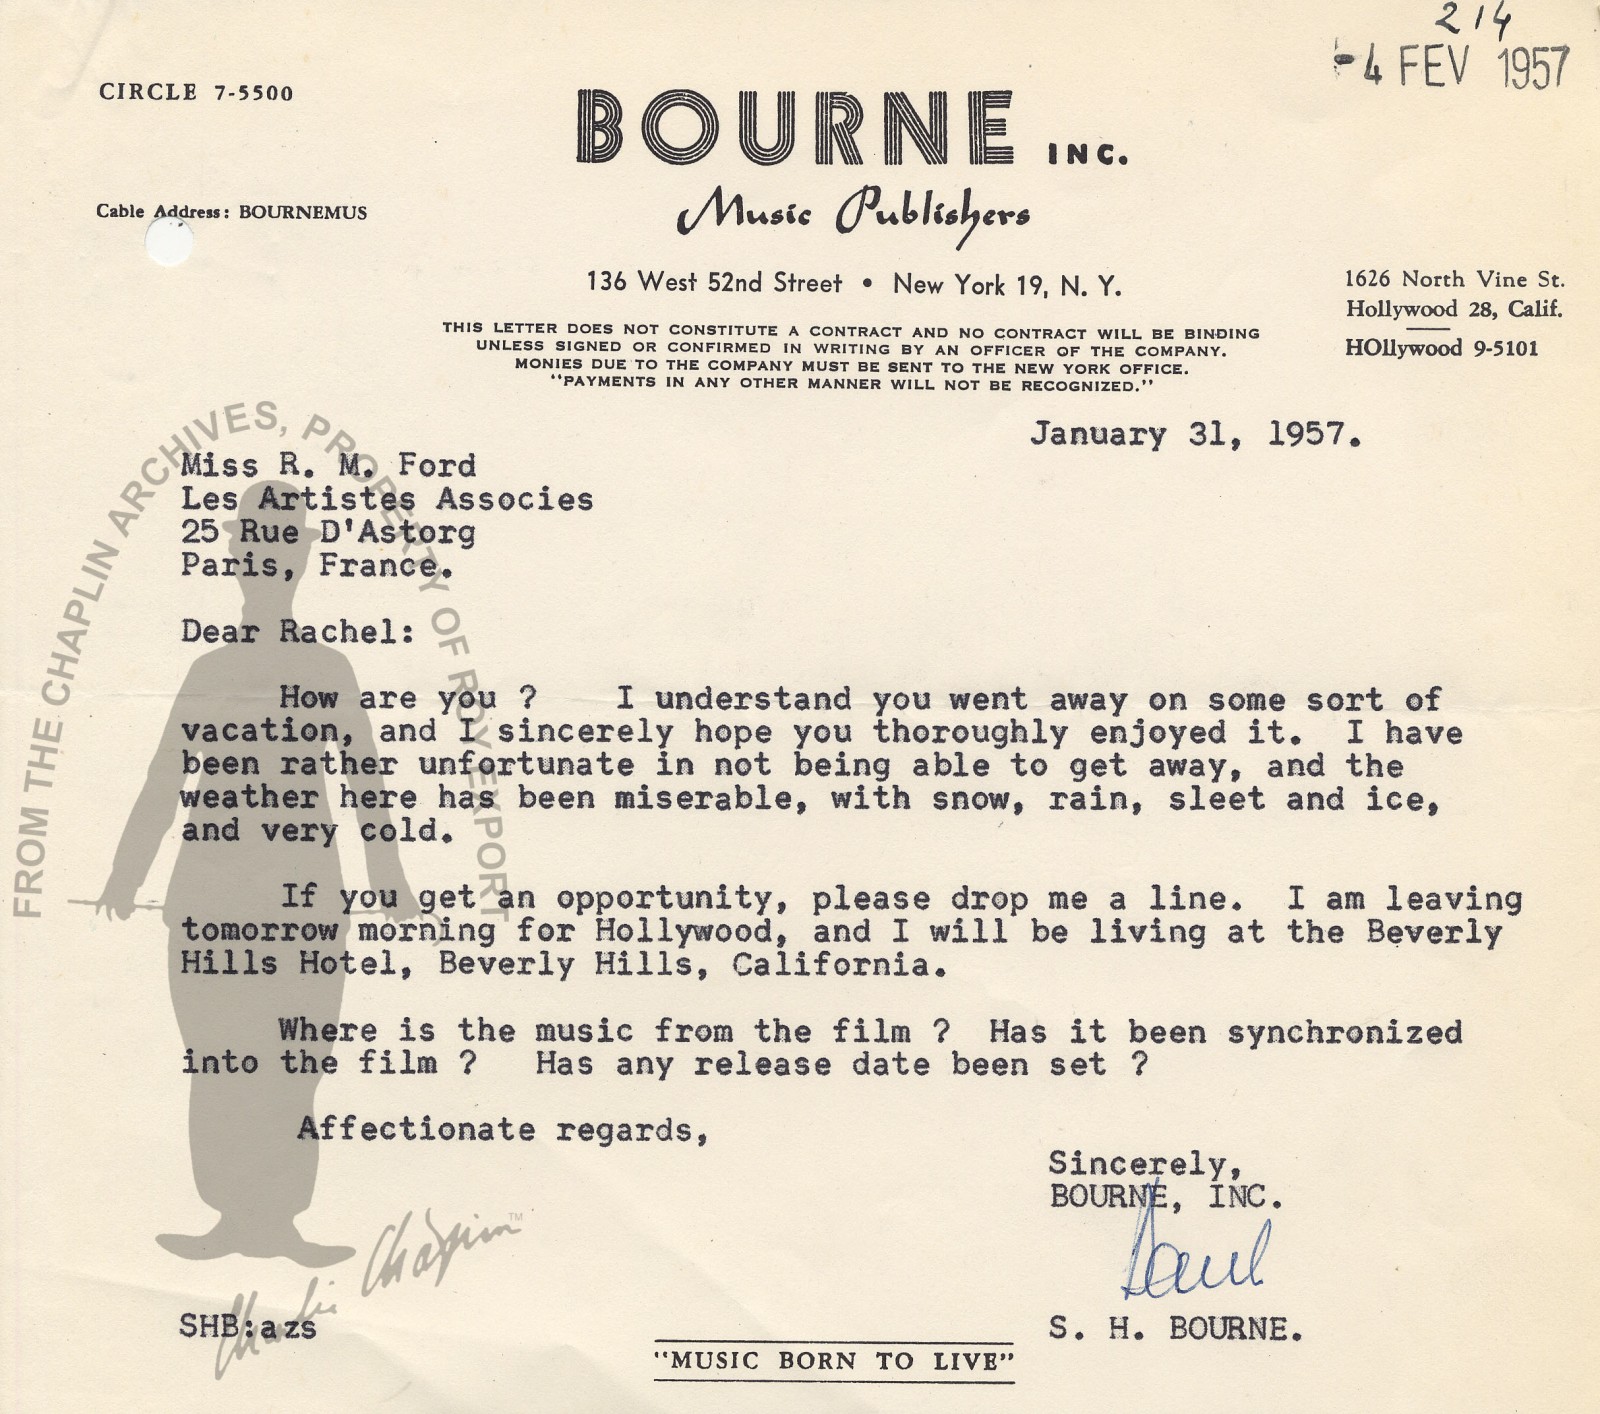 214
-4 FEV 1957
CIRCLE 7-5500
BOURNE INC.
Cable Address: BOURNEMUS
Music Publishers
136 West 52nd Street • New York 19, N. Y.
1626 North Vine St.
Hollywood 28, Calif.
HOllywood 9-5101
THIS LETTER DOES NOT CONSTITUTE A CONTRACT AND NO CONTRACT WILL BE BINDING
UNLESS SIGNED OR CONFIRMED IN WRITING BY AN OFFICER OF THE COMPANY.
MONIES DUE TO THE COMPANY MUST BE SENT TO THE NEW YORK OFFICE.
"PAYMENTS IN ANY OTHER MANNER WILL NOT BE RECOGNIZED."
January 31, 1957.
Miss R. M. Ford
Les Artistes Associes
25 Rue D'Astorg
Paris, France.
Dear Rachel:
How are you ? I understand you went away on some sort of
vacation, and I sincerely hope you thoroughly enjoyed it. I have
been rather unfortunate in not being able to get away, and the
weather here has been miserable, with snow, rain, sleet and ice,
and very cold.
If you get an opportunity, please drop me a line. I am leaving
tomorrow morning for Hollywood, and I will be living at the Beverly
Hills Hotel, Beverly Hills, California.
Where is the music from the film ? Has it been synchronized
into the film ? Has any release date been set ?
Affectionate regards,
Sincerely,
BOURNE, INC.
Saul
S. H. BOURNE.
SHB:azs
"MUSIC BORN TO LIVE"
FROM THE CHAPLIN ARCHIVES, PROPERTY OF ROY EXPORT
Charlie Chaplin™